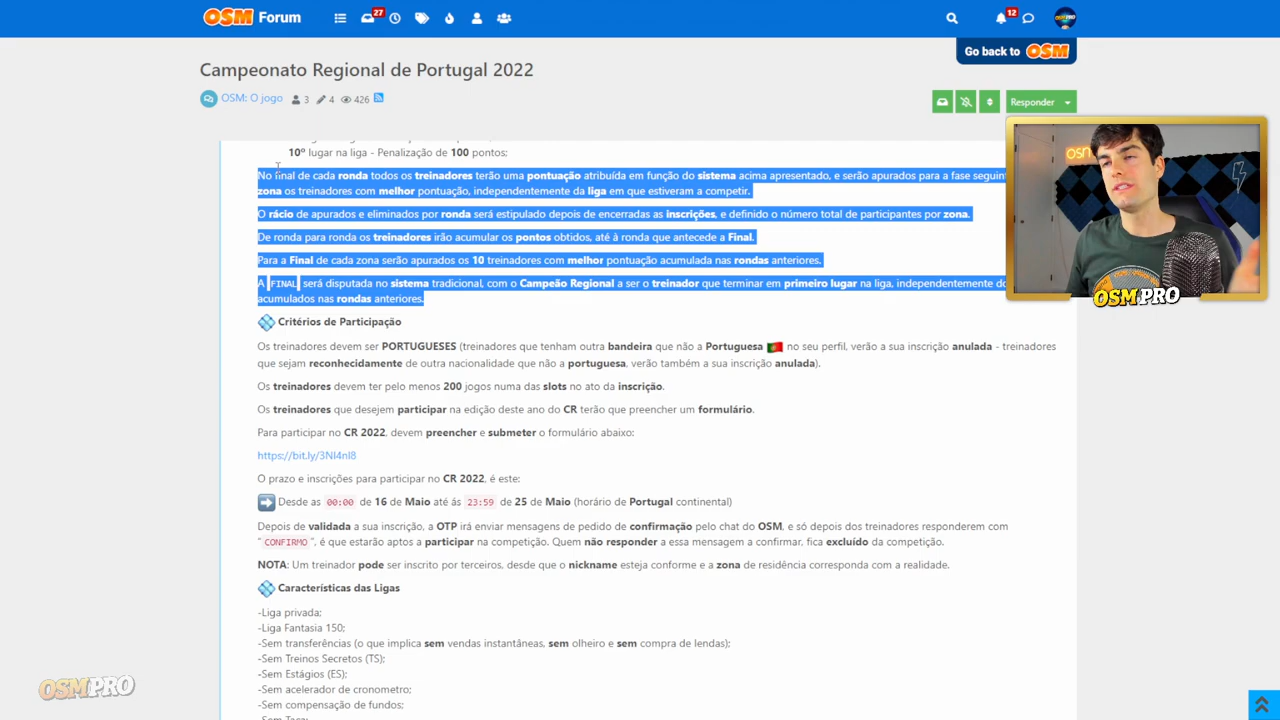 OSM Forum
27
12
Go back to OSM
Campeonato Regional de Portugal 2022
OSM: O jogo 3 4 426
Responder
10º lugar na liga - Penalização de 100 pontos;
No final de cada ronda todos os treinadores terão uma pontuação atribuída em função do sistema acima apresentado, e serão apurados para a fase
zona os treinadores com melhor pontuação, independentemente da liga em que estiveram a competir.
O rácio de apurados e eliminados por ronda será estipulado depois de encerradas as inscrições, e definido o número total de participantes por zona.
De ronda para ronda os treinadores irão acumular os pontos obtidos, até à ronda que antecede a Final.
Para a Final de cada zona serão apurados os 10 treinadores com melhor pontuação acumulada nas rondas anteriores.
A FINAL será disputada no sistema tradicional, com o Campeão Regional a ser o treinador que terminar em primeiro lugar na liga, independentemente
acumulados nas rondas anteriores.
Critérios de Participação
Os treinadores devem ser PORTUGUESES (treinadores que tenham outra bandeira que não a Portuguesa no seu perfil, verão a sua inscrição anulada - treinadores
que sejam reconhecidamente de outra nacionalidade que não a portuguesa, verão também a sua inscrição anulada).
Os treinadores devem ter pelo menos 200 jogos numa das slots no ato da inscrição.
Os treinadores que desejem participar na edição deste ano do CR terão que preencher um formulário.
Para participar no CR 2022, devem preencher e submeter o formulário abaixo:
https://bit.ly/3Nl4nl8
O prazo e inscrições para participar no CR 2022, é este:
Desde as 00:00 de 16 de Maio até ás 23:59 de 25 de Maio (horário de Portugal continental)
Depois de validada a sua inscrição, a OTP irá enviar mensagens de pedido de confirmação pelo chat do OSM, e só depois dos treinadores responderem com
"CONFIRMO", é que estarão aptos a participar na competição. Quem não responder a essa mensagem a confirmar, fica excluído da competição.
NOTA: Um treinador pode ser inscrito por terceiros, desde que o nickname esteja conforme e a zona de residência corresponda com a realidade.
Características das Ligas
-Liga privada;
-Liga Fantasia 150;
-Sem transferências (o que implica sem vendas instantâneas, sem olheiro e sem compra de lendas);
-Sem Treinos Secretos (TS);
-Sem Estágios (ES);
-Sem acelerador de cronometro;
-Sem compensação de fundos;
-Sem Taça;
OSM PRO
OSMPRO